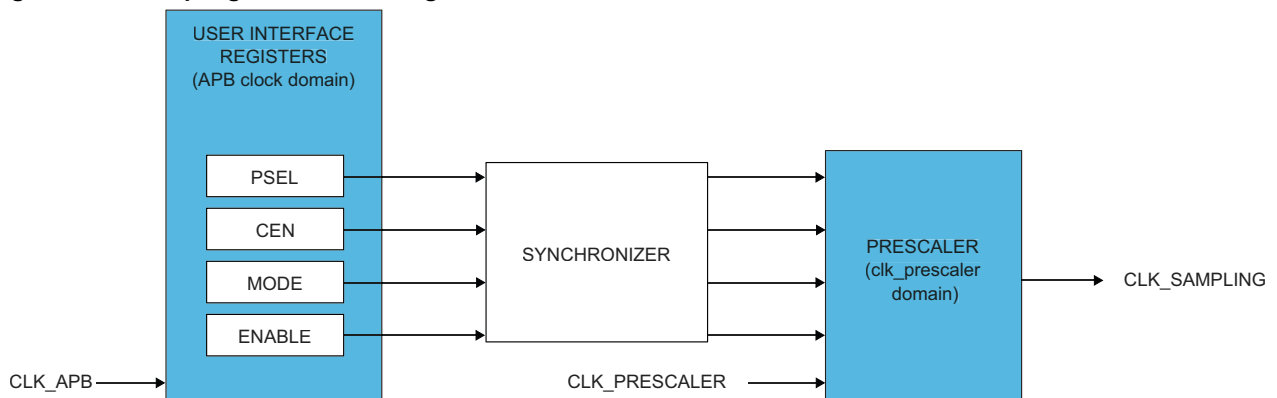 USER INTERFACE
REGISTERS
(APB clock domain)
PSEL
CEN
MODE
ENABLE
SYNCHRONIZER
PRESCALER
(clk_prescaler
domain)
CLK_SAMPLING
CLK_APB
CLK_PRESCALER